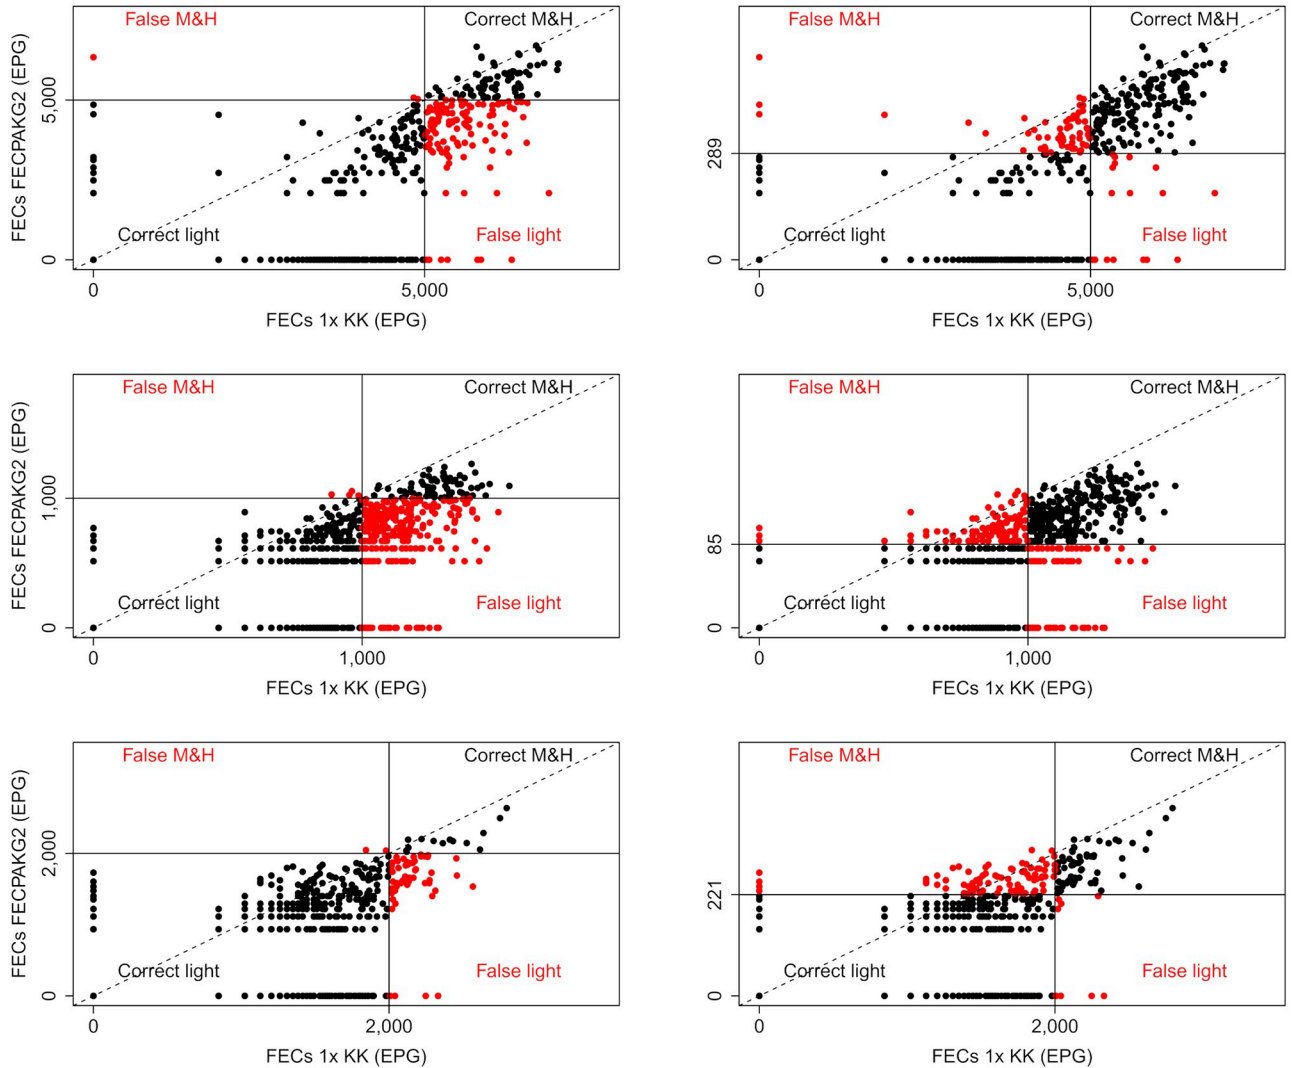 False M&H
Correct M&H
FECs FECPAKG2 (EPG)
5,000
0
Correct light
False light
0
5,000
FECs 1x KK (EPG)
False M&H
Correct M&H
289
0
Correct light
False light
0
5,000
FECs 1x KK (EPG)
False M&H
Correct M&H
FECs FECPAKG2 (EPG)
1,000
0
Correct light
False light
0
1,000
FECs 1x KK (EPG)
False M&H
Correct M&H
85
0
Correct light
False light
0
1,000
FECs 1x KK (EPG)
False M&H
Correct M&H
FECs FECPAKG2 (EPG)
2,000
0
Correct light
False light
0
2,000
FECs 1x KK (EPG)
False M&H
Correct M&H
22
0
Correct light
False light
0
2,000
FECs 1x KK (EPG)